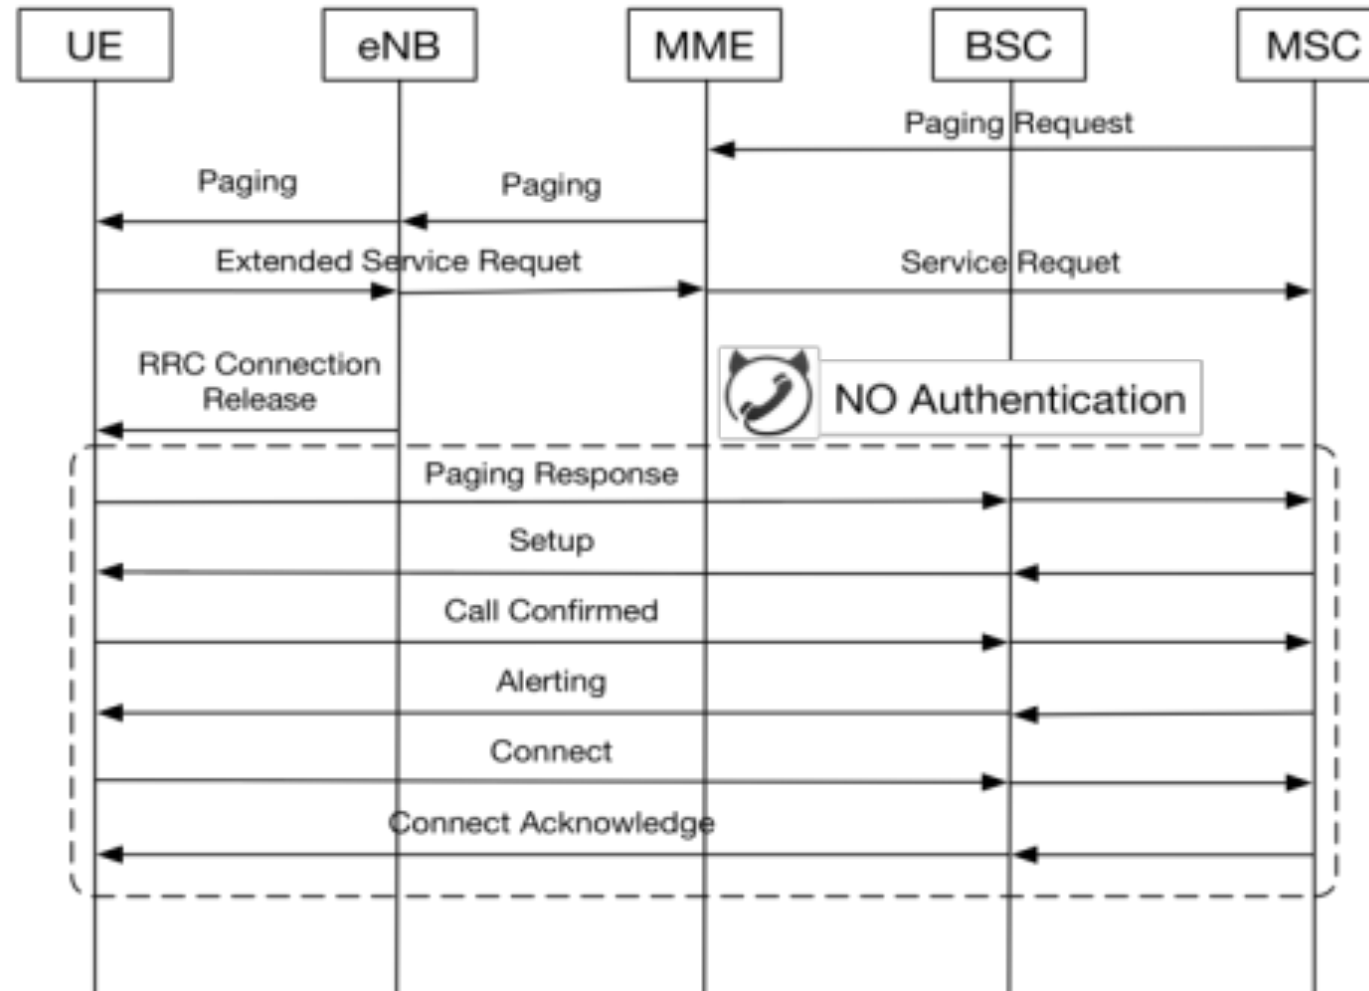 UE
eNB
MME
BSC
MSC
Paging Request
Paging
Paging
Extended Service Requet
Service Requet
RRC Connection
Release
NO Authentication
Paging Response
Setup
Call Confirmed
Alerting
Connect
Connect Acknowledge